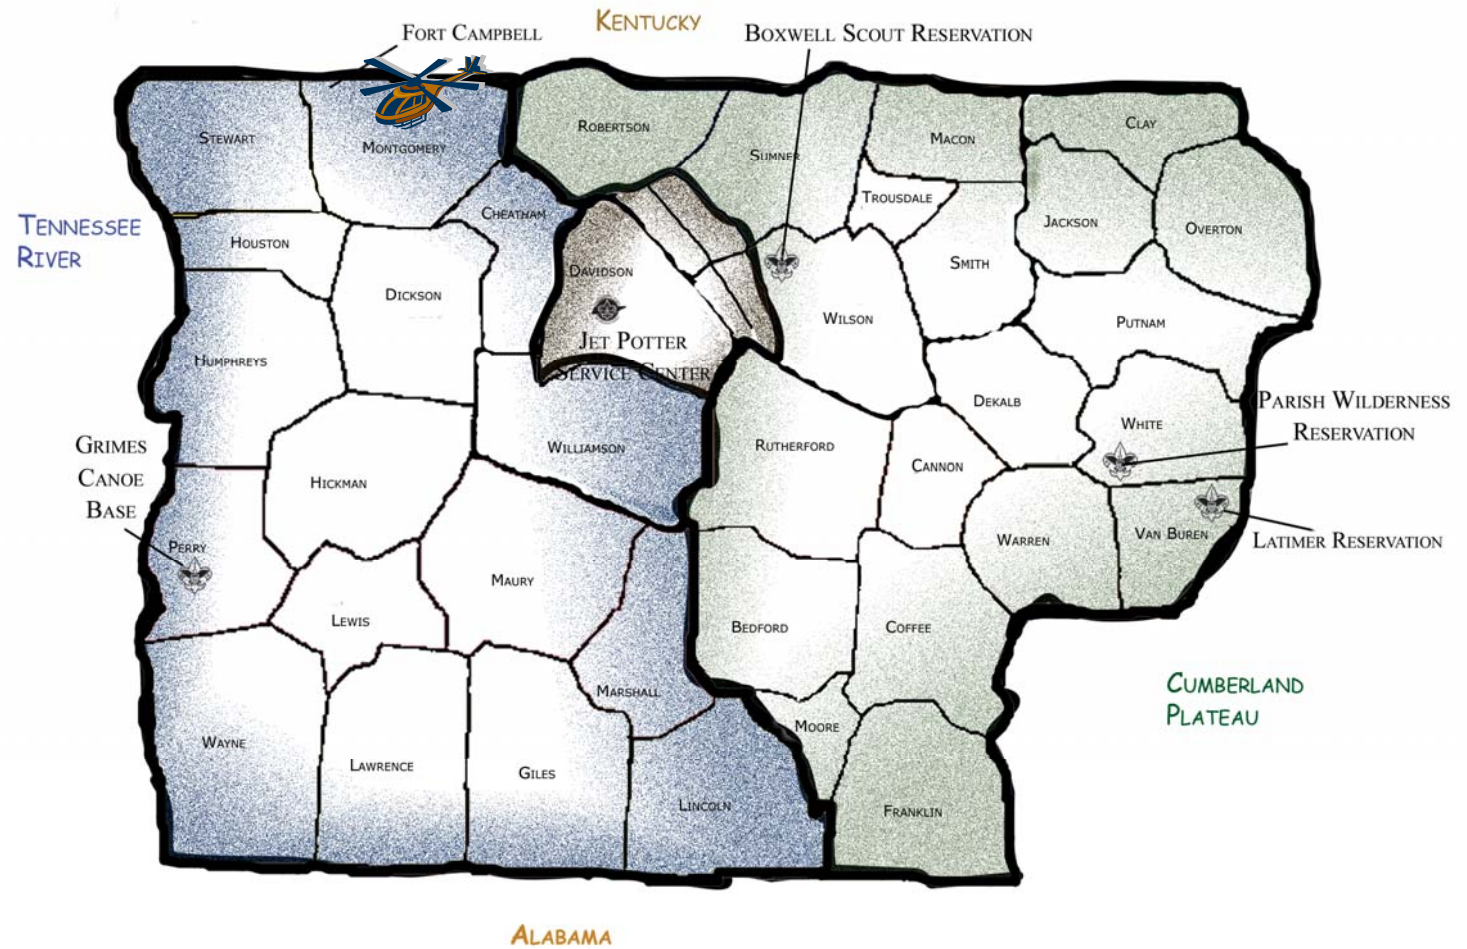 Kentucky
Fort Campbell
Boxwell Scout Reservation
Stewart
Montgomery
Robertson
Sumner
Macon
Clay
Trousdale
Cheatham
Tennessee
River
Houston
Davidson
Jackson
Overton
Smith
Dickson
Wilson
Putnam
Jet Potter
Service Center
Humphreys
Dekalb
White
Parish Wilderness
Reservation
Grimes
Canoe
Base
Williamson
Rutherford
Cannon
Hickman
Warren
Van Buren
Latimer Reservation
Perry
Maury
Lewis
Bedford
Coffee
Marshall
Cumberland
Plateau
Moore
Wayne
Lawrence
Giles
Lincoln
Franklin
Alabama